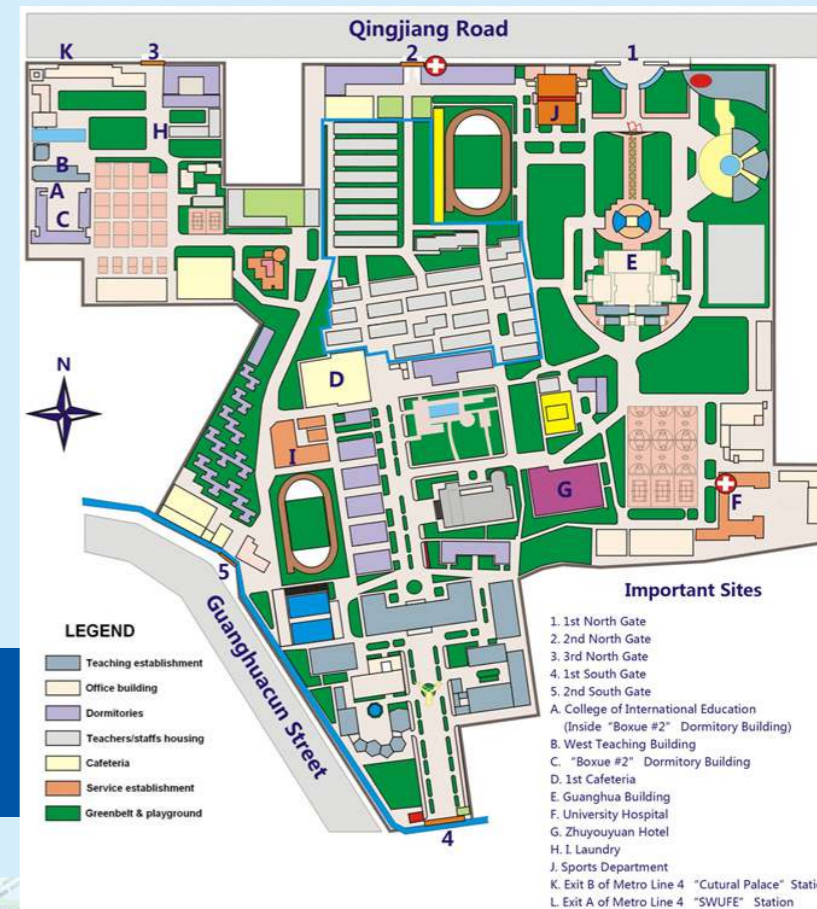 Qingjiang Road
K
3
2
1
J
H
B
A
C
E
N
D
I
G
F
5
Guanghuacun Street
4
LEGEND
Teaching establishment
Office building
Dormitories
Teachers/staffs housing
Cafeteria
Service establishment
Greenbelt & playground
Important Sites
1. 1st North Gate
2. 2nd North Gate
3. 3rd North Gate
4. 1st South Gate
5. 2nd South Gate
A. College of International Education
(Inside "Boxue #2" Dormitory Building)
B. West Teaching Building
C. "Boxue #2" Dormitory Building
D. 1st Cafeteria
E. Guanghua Building
F. University Hospital
G. Zhuyouyuan Hotel
H. I. Laundry
J. Sports Department
K. Exit B of Metro Line 4 "Cutural Palace" Stati
L. Exit A of Metro Line 4 "SWUFE" Station